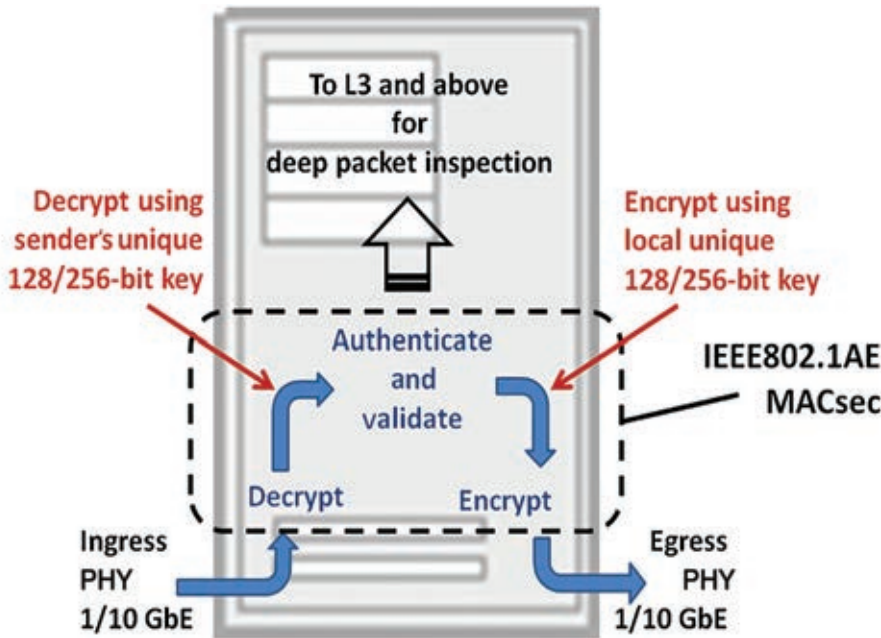 To L3 and above
for
deep packet inspection
Decrypt using
sender's unique
128/256-bit key
Encrypt using
local unique
128/256-bit key
Authenticate
and
validate
IEEE802.1AE
MACsec
Decrypt
Encrypt
Ingress
PHY
1/10 GbE
Egress
PHY
1/10 GbE